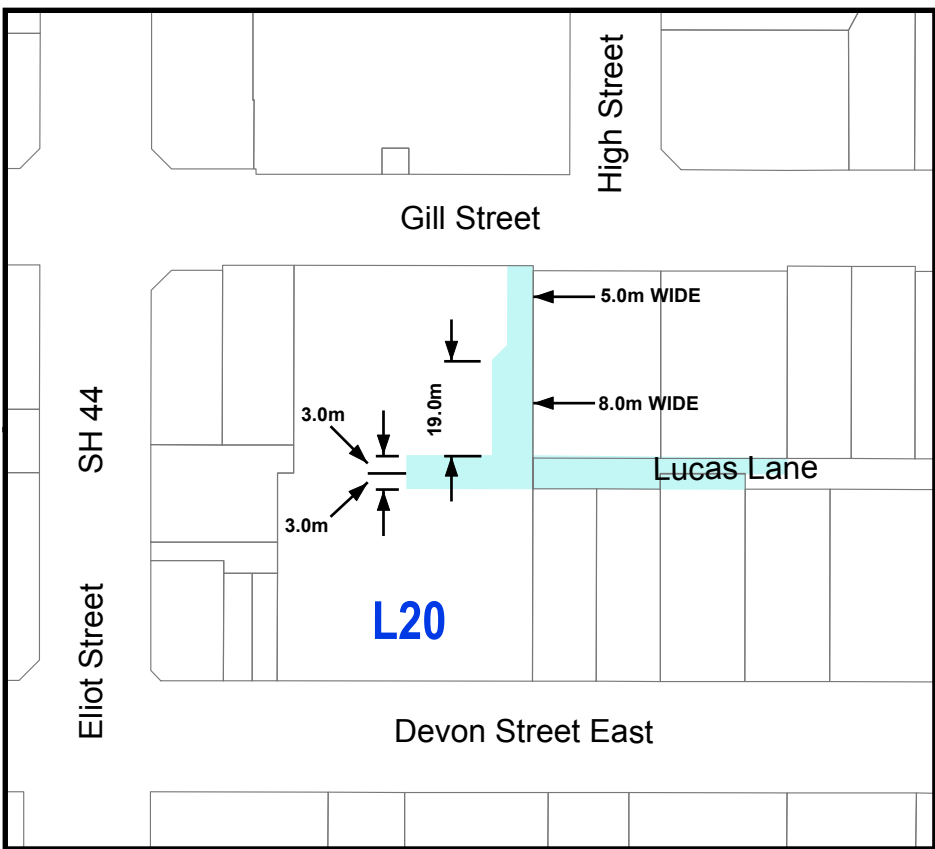 High Street
Gill Street
5.0m WIDE
19.0m
8.0m WIDE
3.0m
SH 44
Lucas Lane
3.0m
L20
Eliot Street
Devon Street East